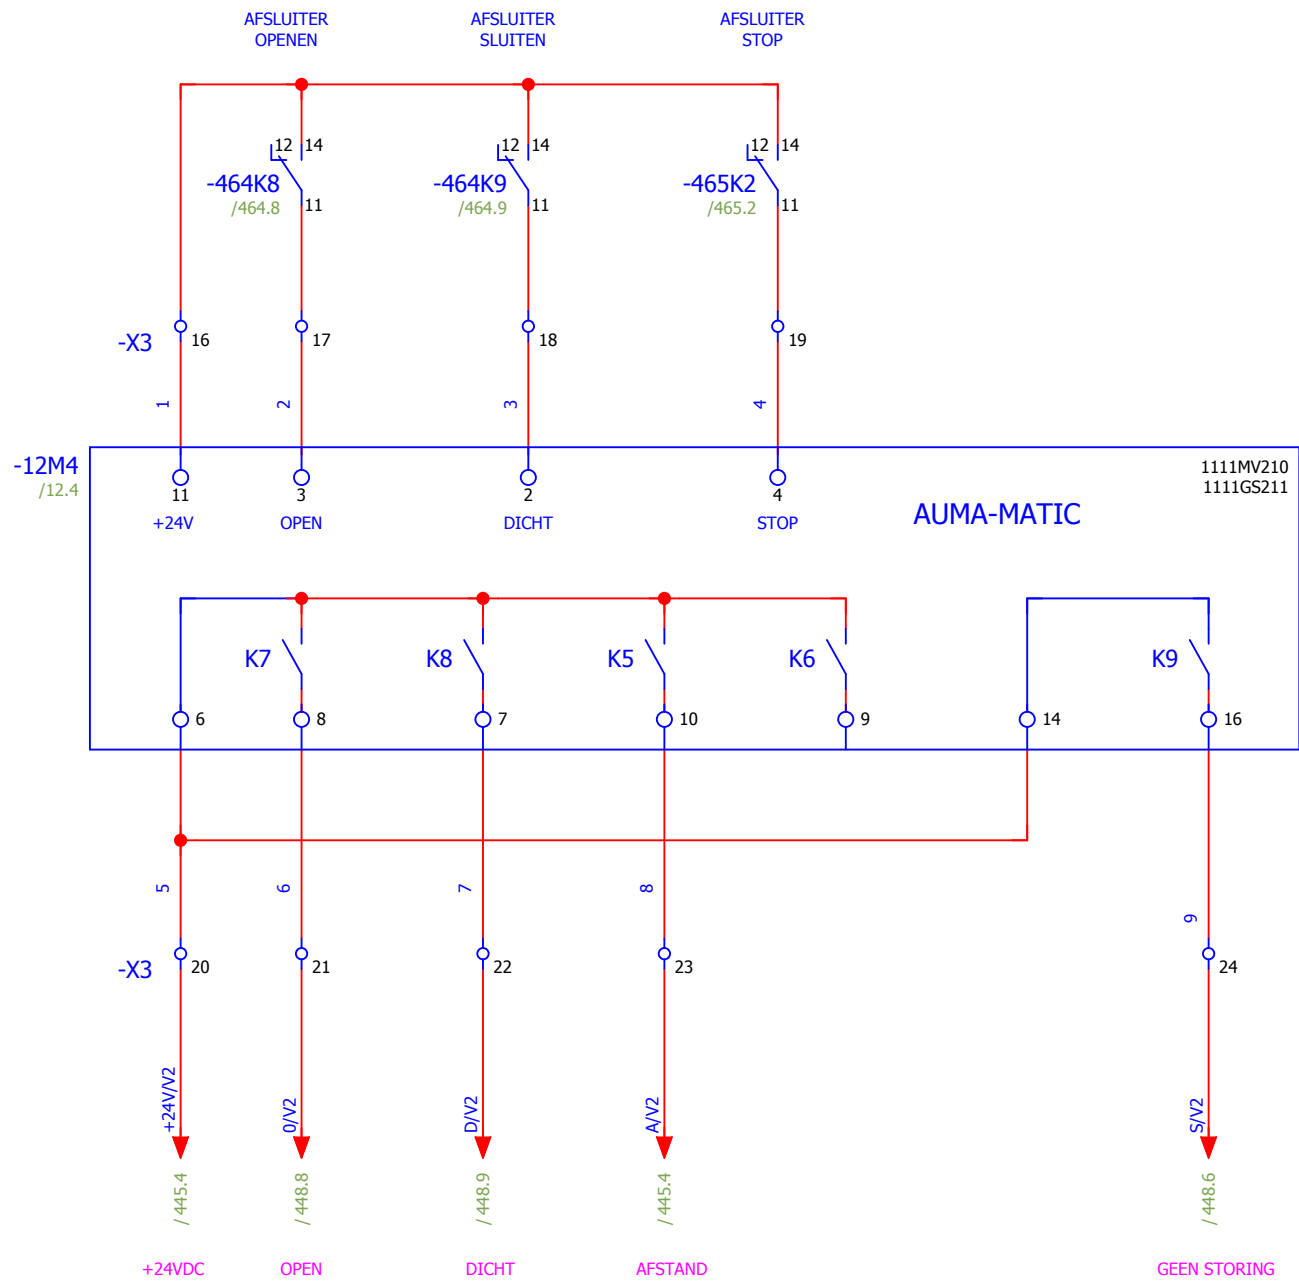 AFSLUITER
OPENEN
AFSLUITER
SLUITEN
AFSLUITER
STOP
12 14
12 14
12 14
-464K8
-464K9
-465K2
/464.8
11
/464.9
11
/465.2
11
-X3
16
17
18
19
1
2
3
4
-12M4
/12.4
1111MV210
1111GS211
11
3
2
4
+24V
OPEN
DICHT
STOP
AUMA-MATIC
K7
K8
K5
K6
K9
6
8
7
10
9
14
16
5
6
7
8
9
-X3
20
21
22
23
24
+24V/V2
0/V2
D/V2
A/V2
S/V2
/ 445.4
/ 448.8
/ 448.9
/ 445.4
/ 448.6
+24VDC
OPEN
DICHT
AFSTAND
GEEN STORING